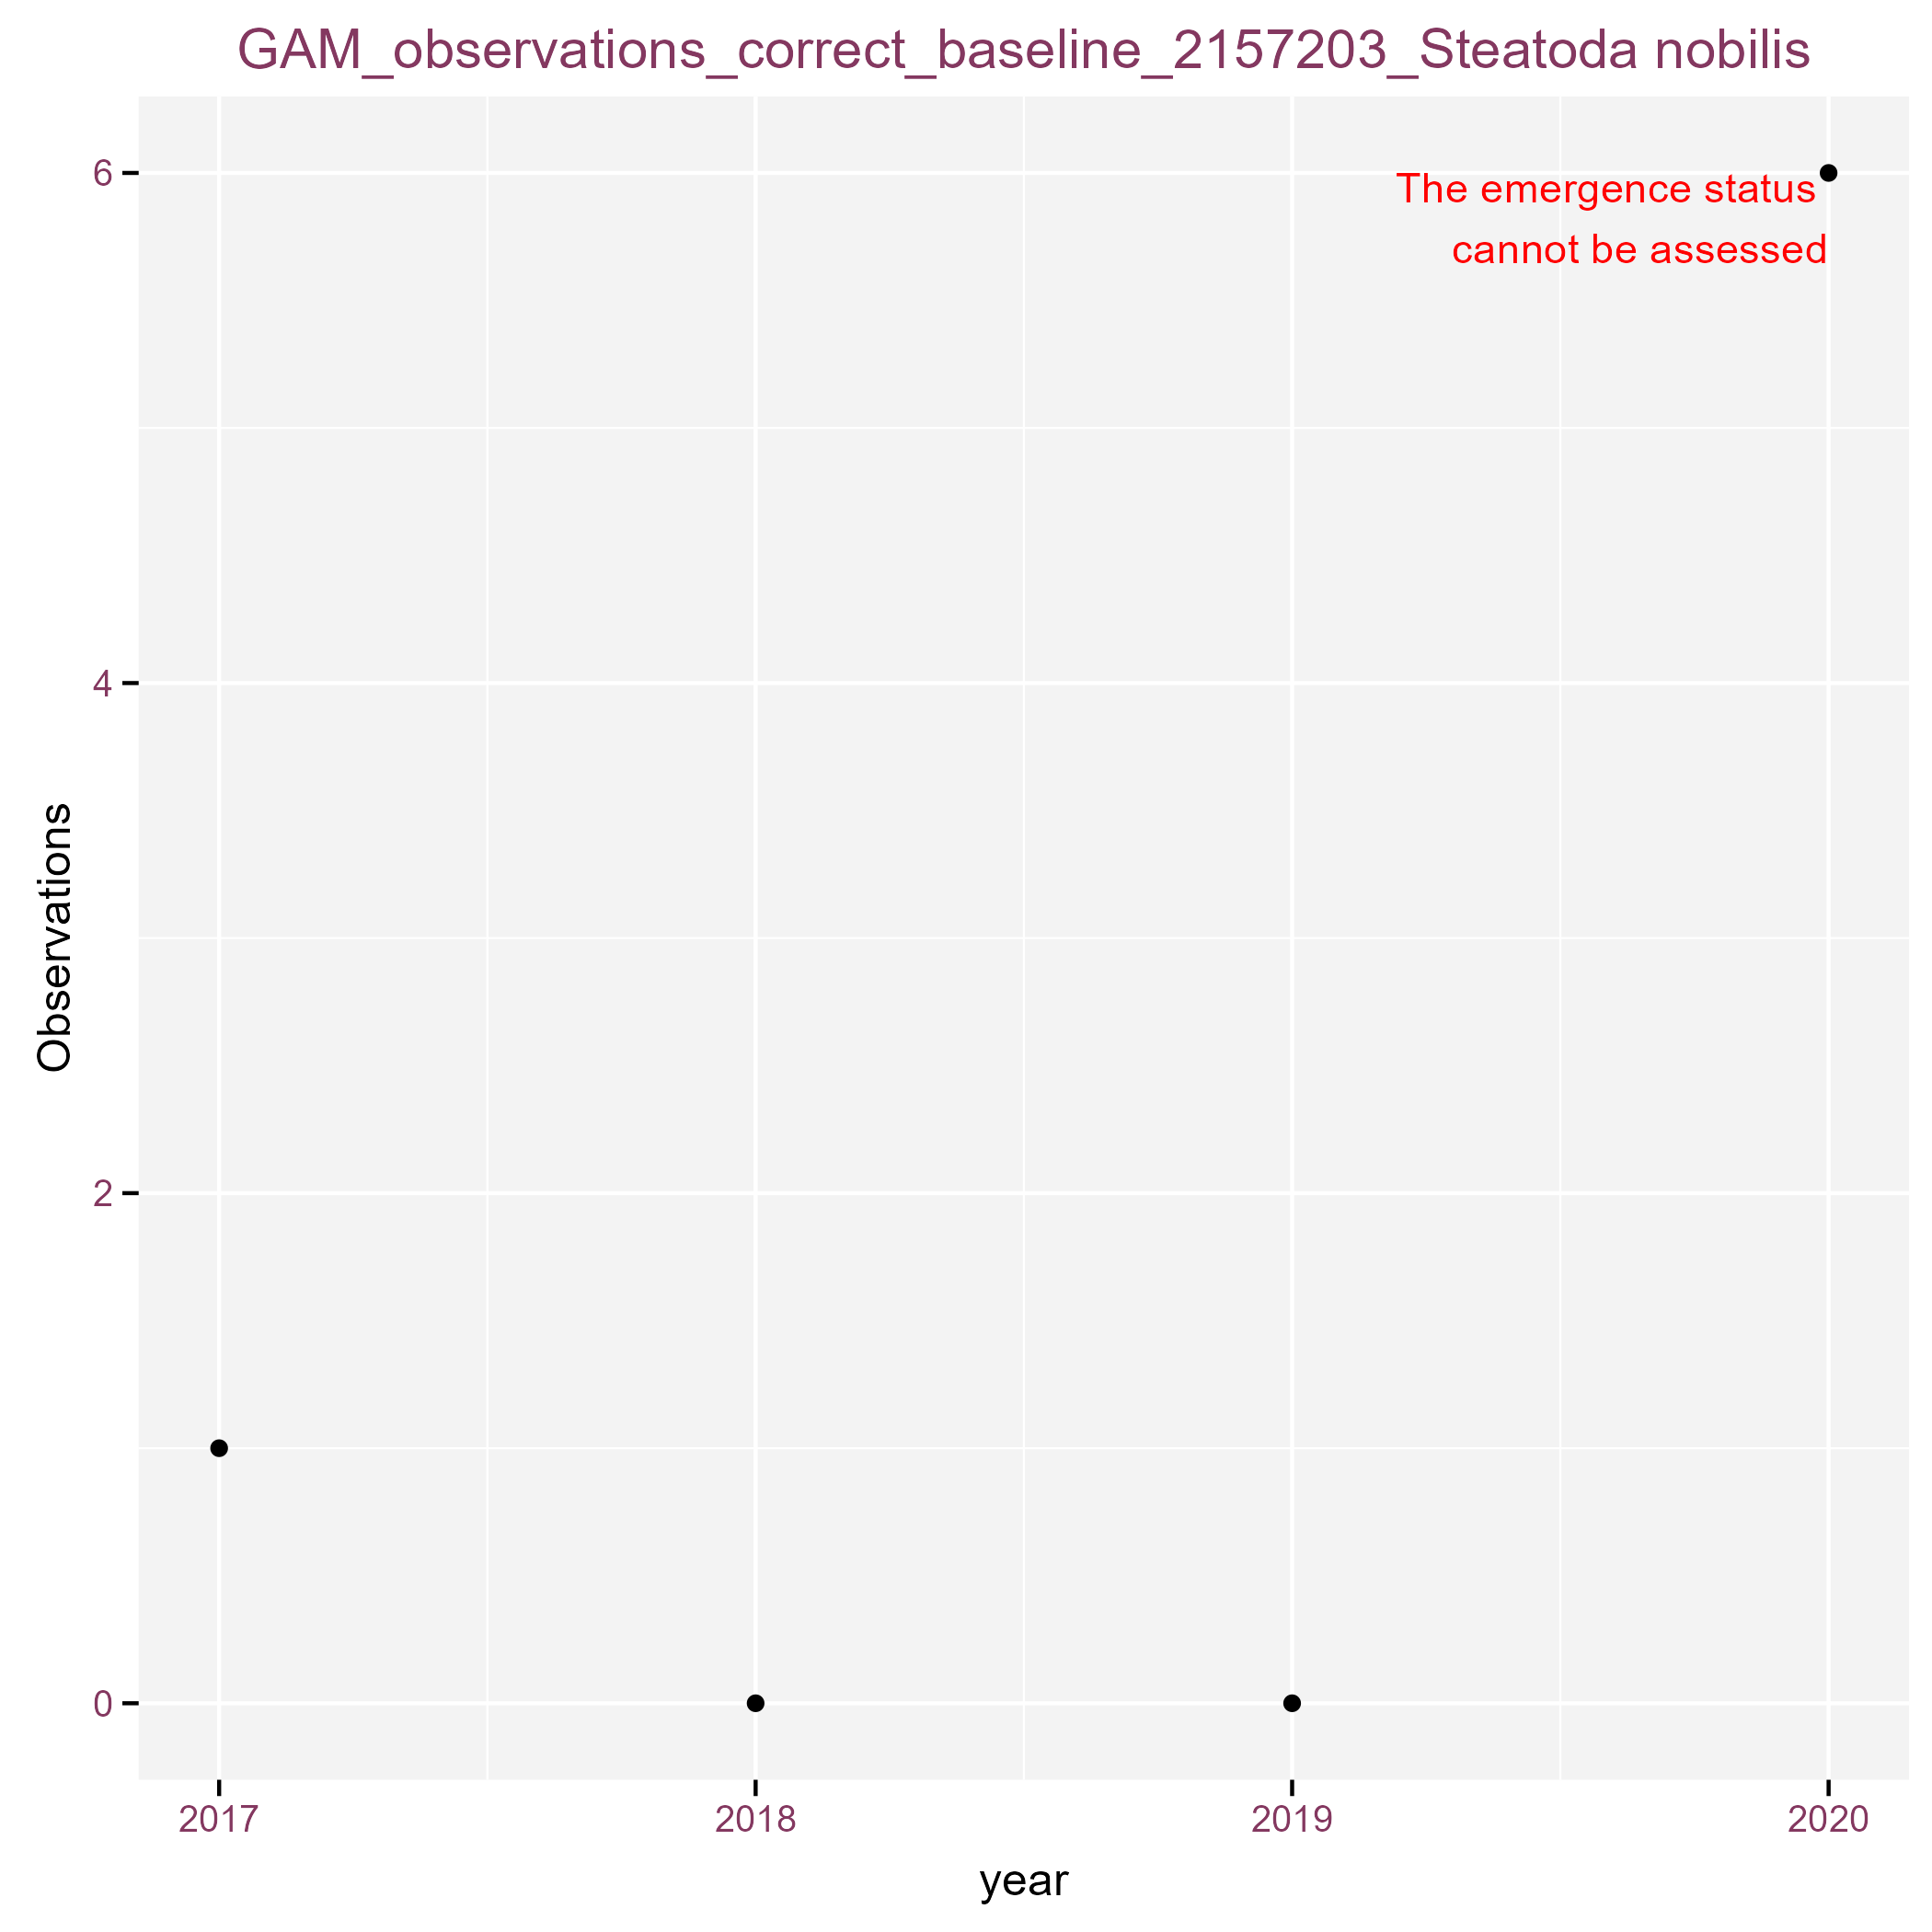 GAM_observations_correct_baseline_2157203_Steatoda nobilis
6
The emergence status
cannot be assessed
4
Observations
2
0
2017 2018 2019 2020
year